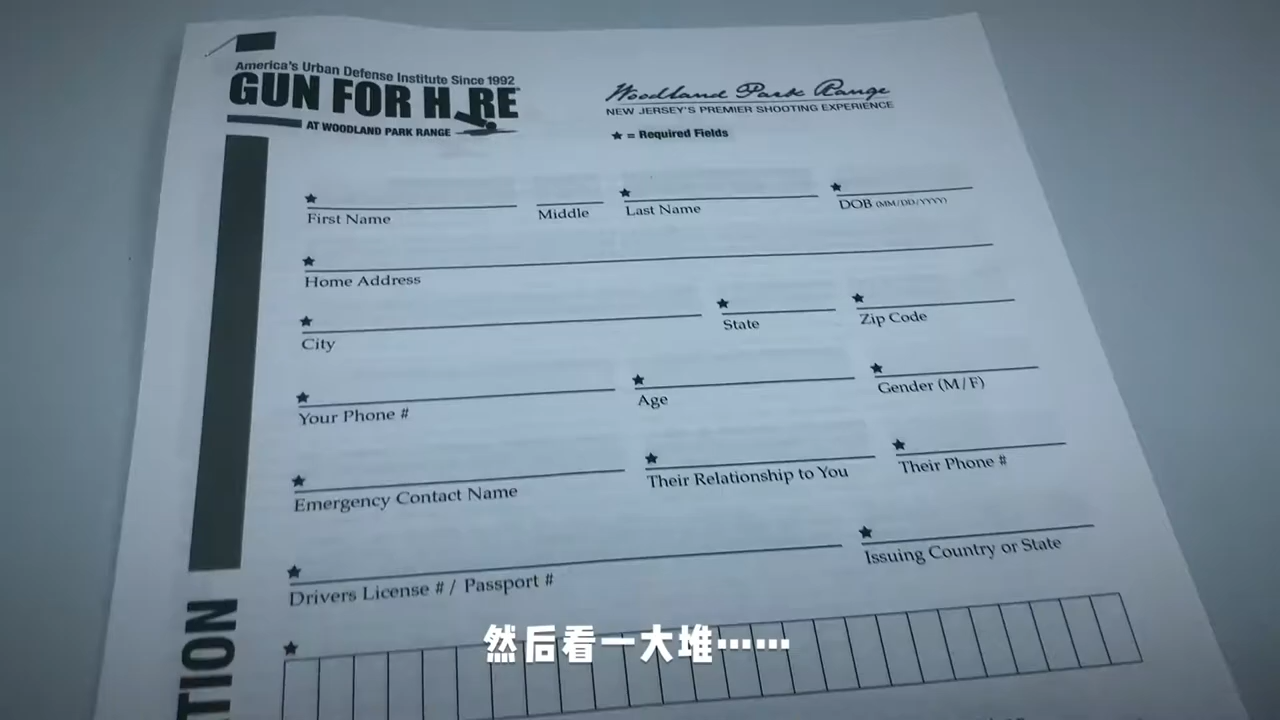 America's Urban Defense Institute Since 1992
GUN FOR HIRE
AT WOODLAND PARK RANGE
Woodland Park Range
NEW JERSEY'S PREMIER SHOOTING EXPERIENCE
★ = Required Fields
★ ★ ★
First Name Middle Last Name DOB (MM/DD/YYYY)
★
Home Address
★ ★ ★
City State Zip Code
★ ★ ★
Your Phone # Age Gender (M/F)
★ ★ ★
Emergency Contact Name Their Relationship to You Their Phone #
★ ★
Drivers License # / Passport # Issuing Country or State
★
TION
然后看一大堆……